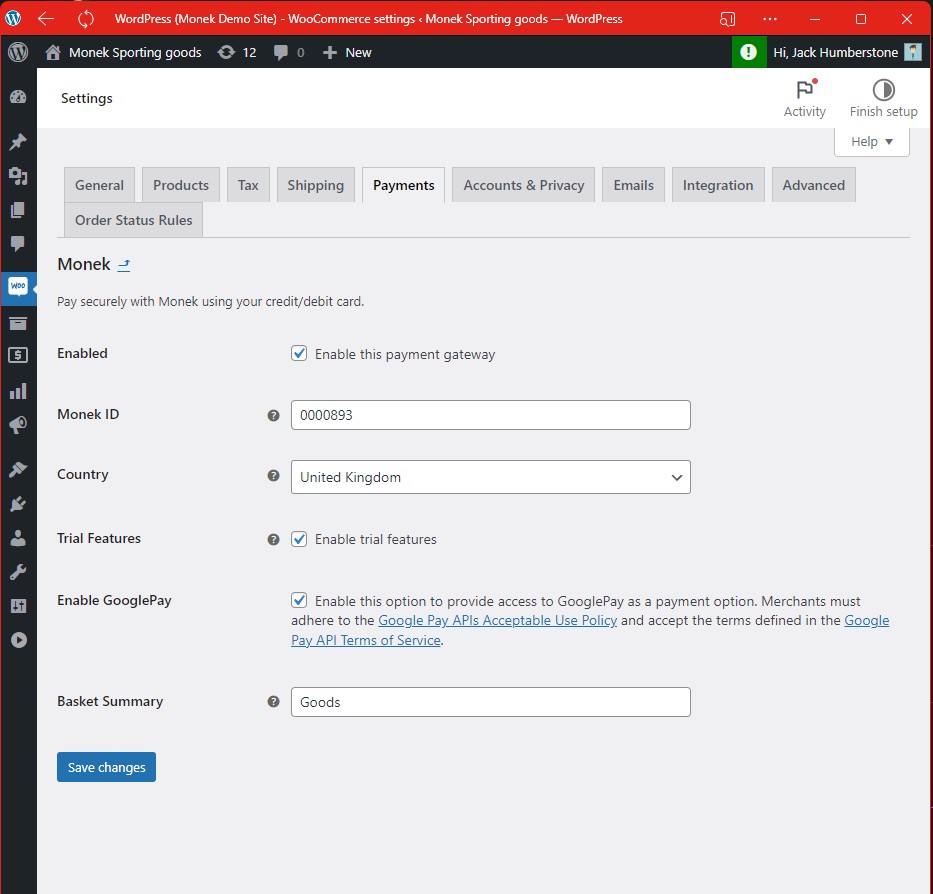 WordPress (Monek Demo Site) - WooCommerce settings ‹ Monek Sporting goods — WordPress
Monek Sporting goods 12 0 New Hi, Jack Humberstone
Settings
Activity
Finish setup
Help
General Products Tax Shipping Payments Accounts & Privacy Emails Integration Advanced
Order Status Rules
Monek
Pay securely with Monek using your credit/debit card.
Enabled Enable this payment gateway
Monek ID 0000893
Country United Kingdom
Trial Features Enable trial features
Enable GooglePay Enable this option to provide access to GooglePay as a payment option. Merchants must
adhere to the Google Pay APIs Acceptable Use Policy and accept the terms defined in the Google
Pay API Terms of Service.
Basket Summary Goods
Save changes